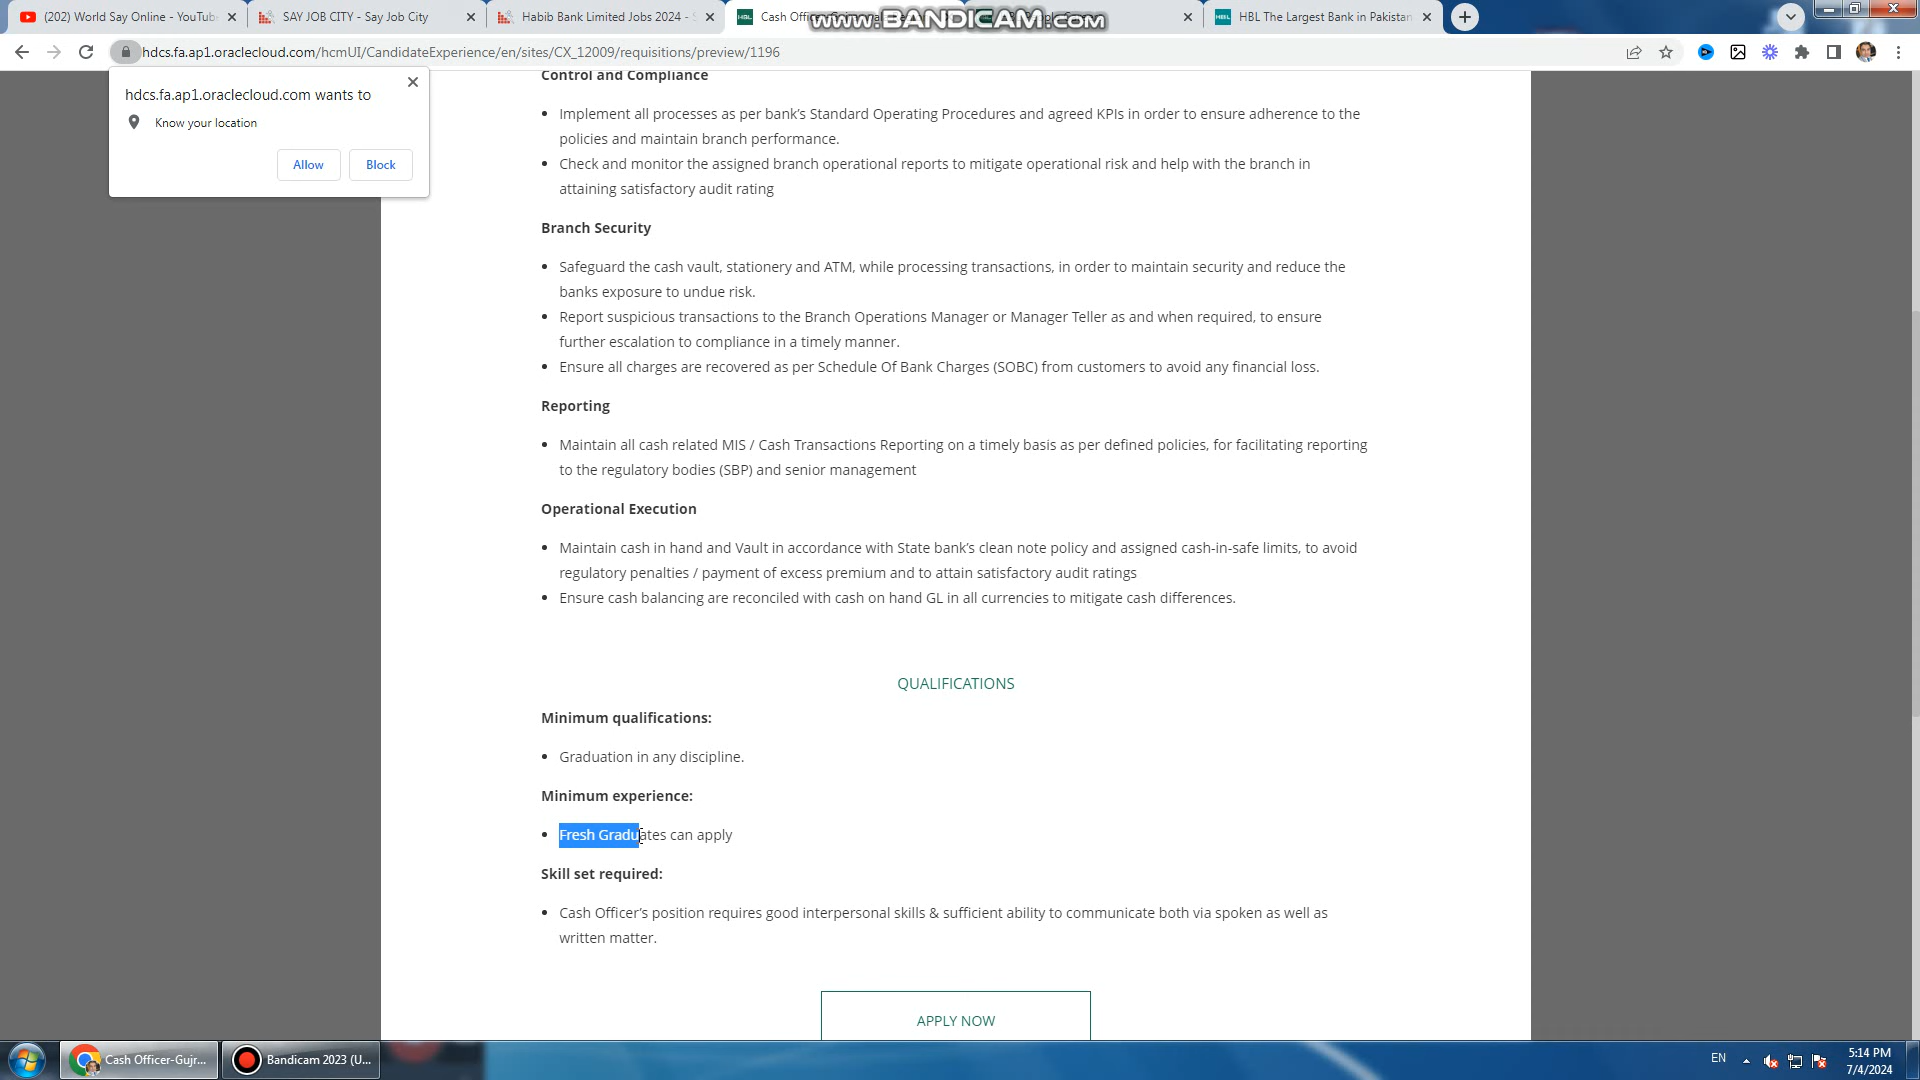 (202) World Say Online - YouTub
SAY JOB CITY - Say Job City
Habib Bank Limited Jobs 2024 - S
HBL
Cash Officer-Gujr
www.BANDICAM.com
HBL
HBL The Largest Bank in Pakistan
hdcs.fa.ap1.oraclecloud.com/hcmUI/CandidateExperience/en/sites/CX_12009/requisitions/preview/1196
hdcs.fa.ap1.oraclecloud.com wants to
Know your location
Allow
Block
Control and Compliance
• Implement all processes as per bank’s Standard Operating Procedures and agreed KPIs in order to ensure adherence to the
policies and maintain branch performance.
• Check and monitor the assigned branch operational reports to mitigate operational risk and help with the branch in
attaining satisfactory audit rating
Branch Security
• Safeguard the cash vault, stationery and ATM, while processing transactions, in order to maintain security and reduce the
banks exposure to undue risk.
• Report suspicious transactions to the Branch Operations Manager or Manager Teller as and when required, to ensure
further escalation to compliance in a timely manner.
• Ensure all charges are recovered as per Schedule Of Bank Charges (SOBC) from customers to avoid any financial loss.
Reporting
• Maintain all cash related MIS / Cash Transactions Reporting on a timely basis as per defined policies, for facilitating reporting
to the regulatory bodies (SBP) and senior management
Operational Execution
• Maintain cash in hand and Vault in accordance with State bank’s clean note policy and assigned cash-in-safe limits, to avoid
regulatory penalties / payment of excess premium and to attain satisfactory audit ratings
• Ensure cash balancing are reconciled with cash on hand GL in all currencies to mitigate cash differences.
QUALIFICATIONS
Minimum qualifications:
• Graduation in any discipline.
Minimum experience:
• Fresh Graduates can apply
Skill set required:
• Cash Officer’s position requires good interpersonal skills & sufficient ability to communicate both via spoken as well as
written matter.
APPLY NOW
Cash Officer-Gujr...
Bandicam 2023 (U...
EN
5:14 PM
7/4/2024